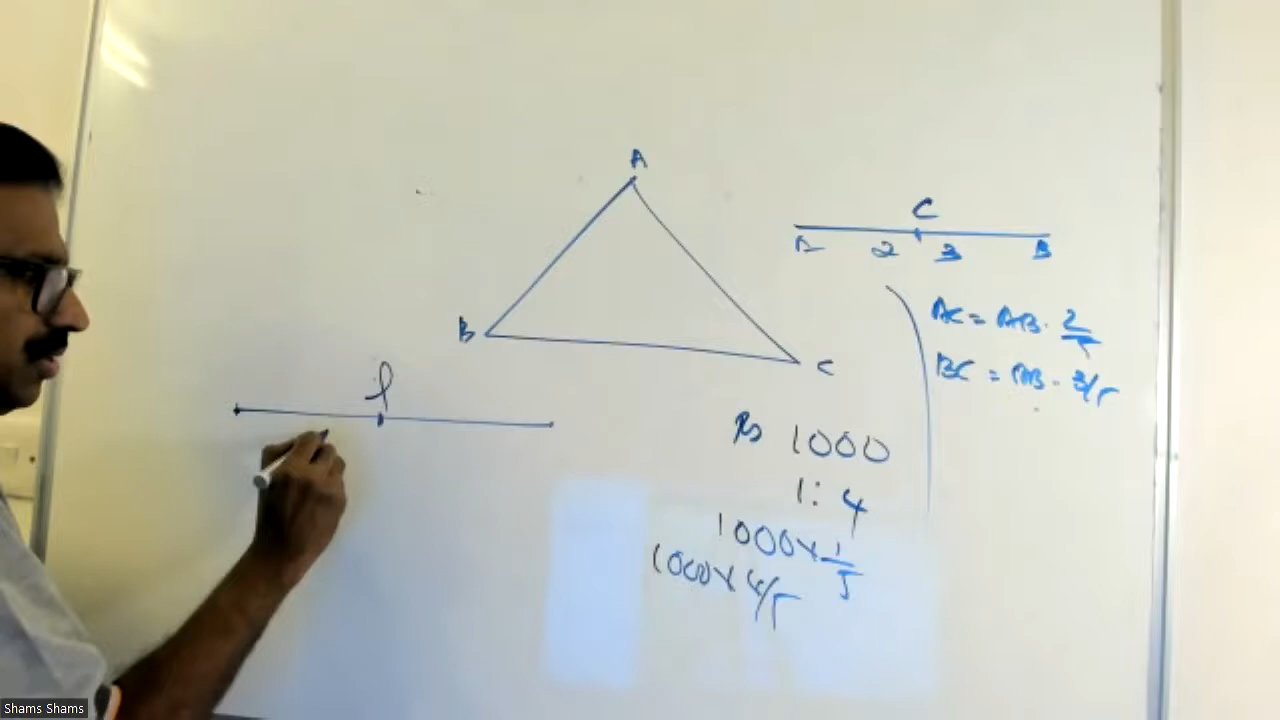 A
B
C
C
A 2 3 B
AC = AB · 2/5
BC = AB · 3/5
l
Rs 1000
1 : 4
1000 × 1/5
1000 × 4/5
Shams Shams